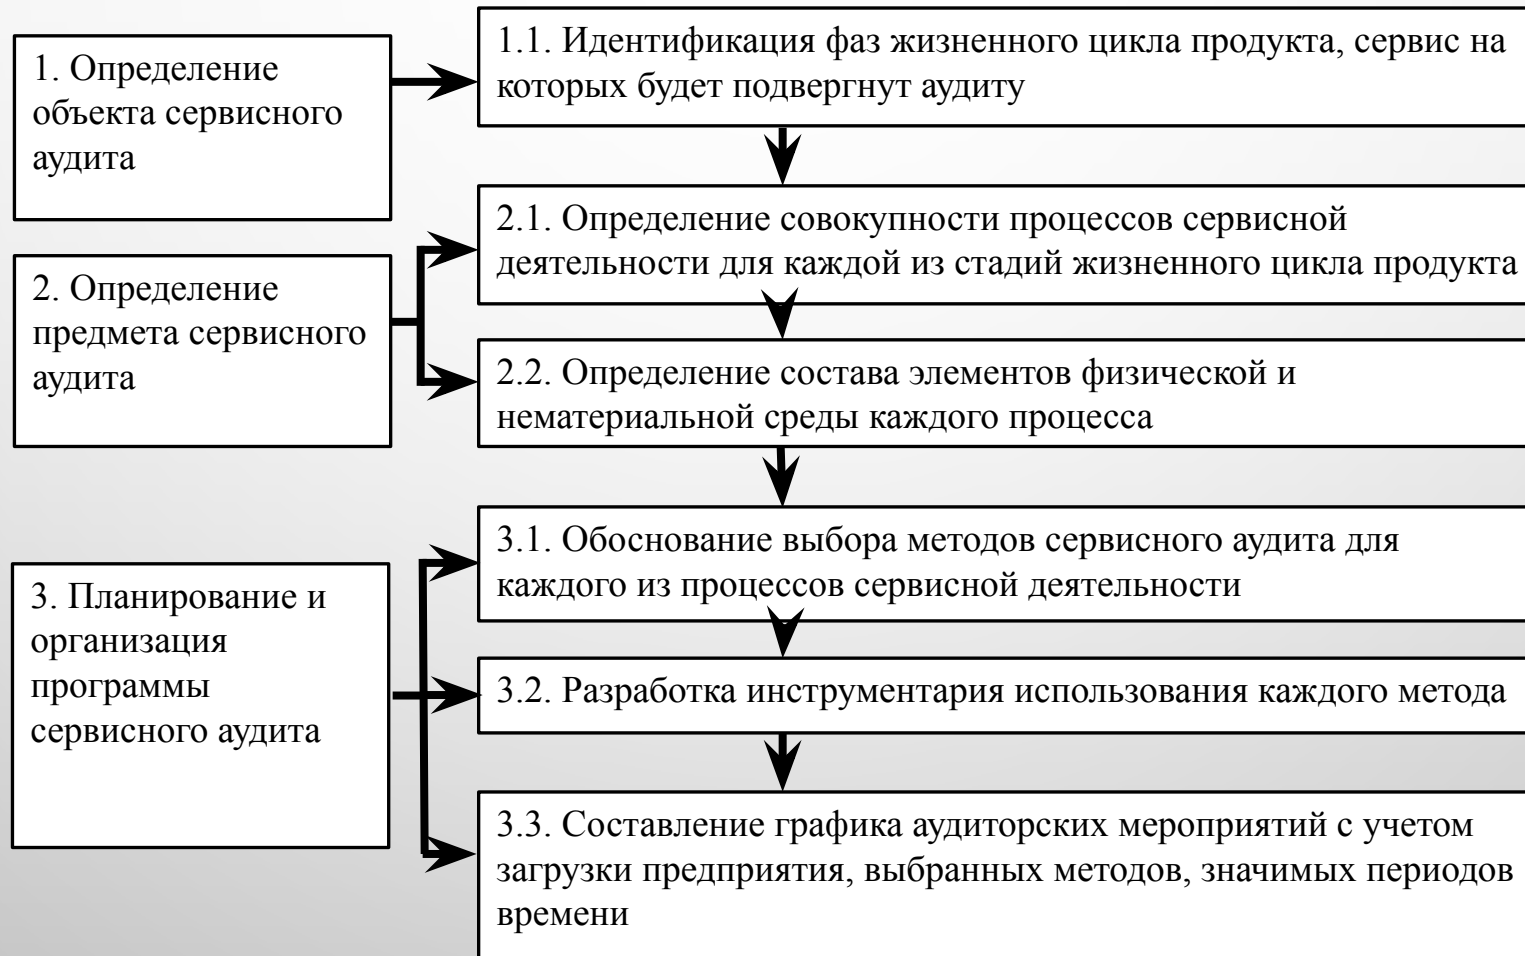 1. Определение
объекта сервисного
аудита
1.1. Идентификация фаз жизненного цикла продукта, сервис на
которых будет подвергнут аудиту
2. Определение
предмета сервисного
аудита
2.1. Определение совокупности процессов сервисной
деятельности для каждой из стадий жизненного цикла продукта
2.2. Определение состава элементов физической и
нематериальной среды каждого процесса
3. Планирование и
организация
программы
сервисного аудита
3.1. Обоснование выбора методов сервисного аудита для
каждого из процессов сервисной деятельности
3.2. Разработка инструментария использования каждого метода
3.3. Составление графика аудиторских мероприятий с учетом
загрузки предприятия, выбранных методов, значимых периодов
времени